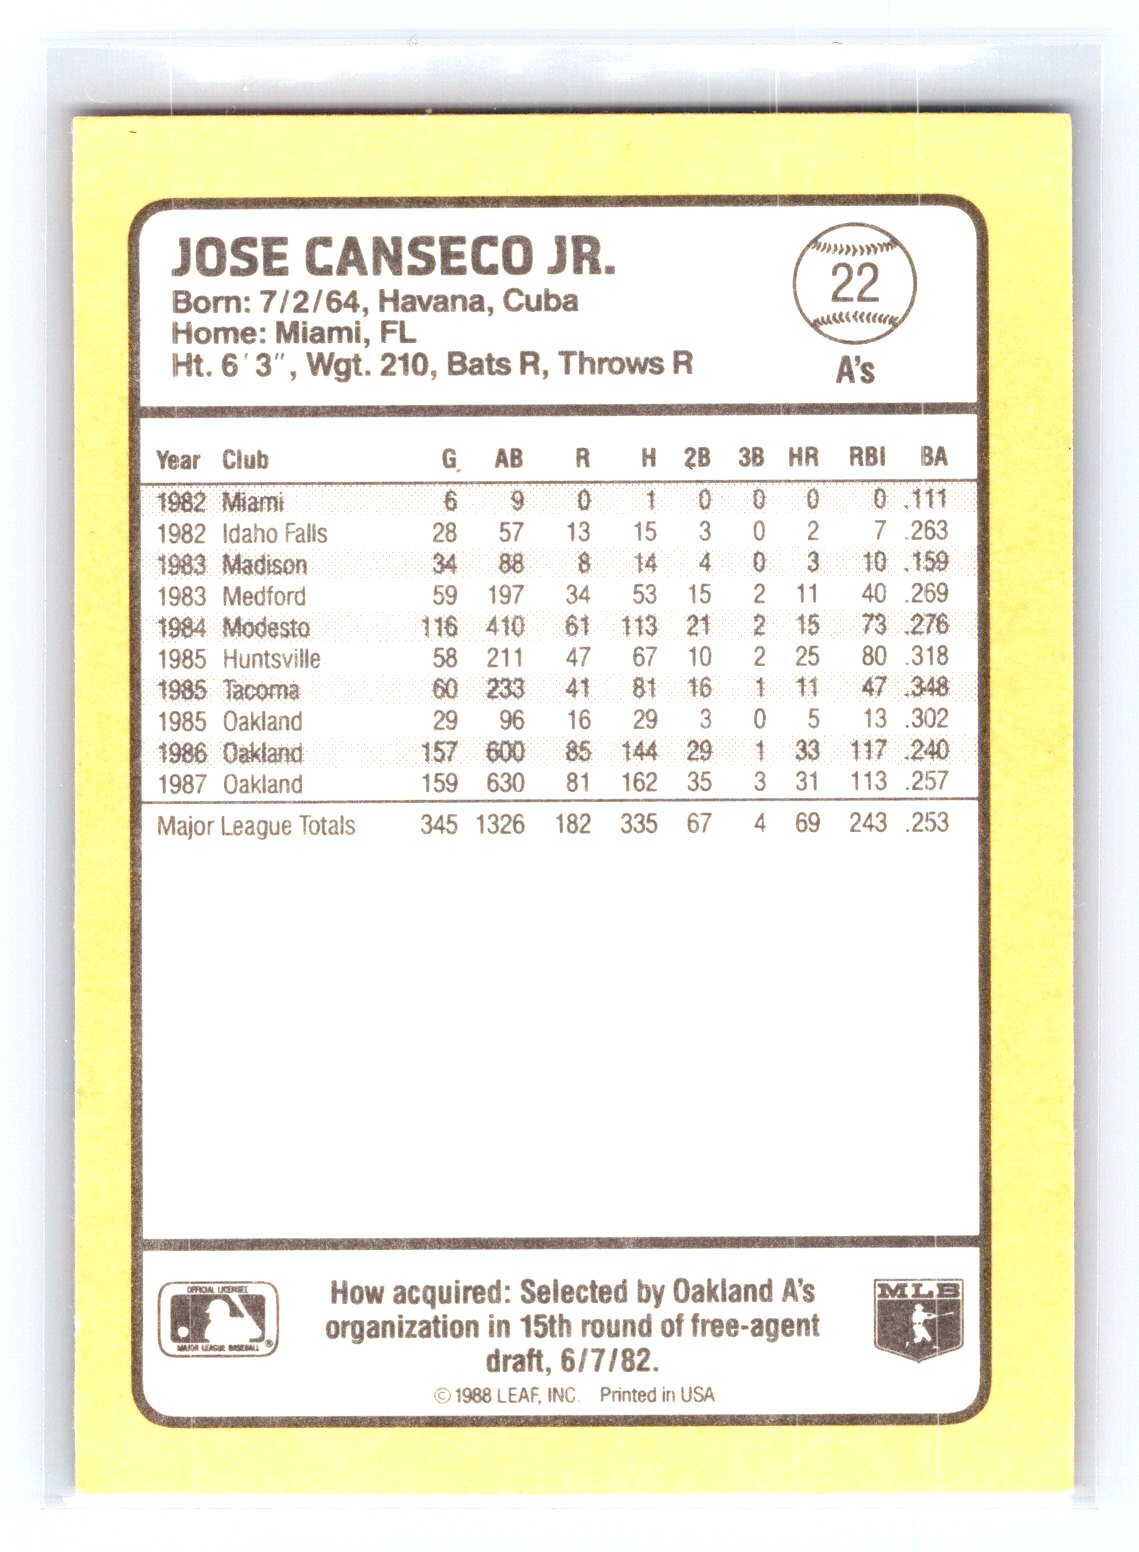 JOSE CANSECO JR.
Born: 7/2/64, Havana, Cuba
Home: Miami, FL
Ht. 6'3", Wgt. 210, Bats R, Throws R
22
A's
Year Club G AB R H 2B 3B HR RBI BA
1982 Miami 6 9 0 1 0 0 0 0 .111
1982 Idaho Falls 28 57 13 15 3 0 2 7 .263
1983 Madison 34 88 8 14 4 0 3 10 .159
1983 Medford 59 197 34 53 15 2 11 40 .269
1984 Modesto 116 410 61 113 21 2 15 73 .276
1985 Huntsville 58 211 47 67 10 2 25 80 .318
1985 Tacoma 60 233 41 81 16 1 11 47 .348
1985 Oakland 29 96 16 29 3 0 5 13 .302
1986 Oakland 157 600 85 144 29 1 33 117 .240
1987 Oakland 159 630 81 162 35 3 31 113 .257
Major League Totals 345 1326 182 335 67 4 69 243 .253
OFFICIAL LICENSEE
MAJOR LEAGUE BASEBALL ®
How acquired: Selected by Oakland A's
organization in 15th round of free-agent
draft, 6/7/82.
© 1988 LEAF, INC. Printed in USA
MLB